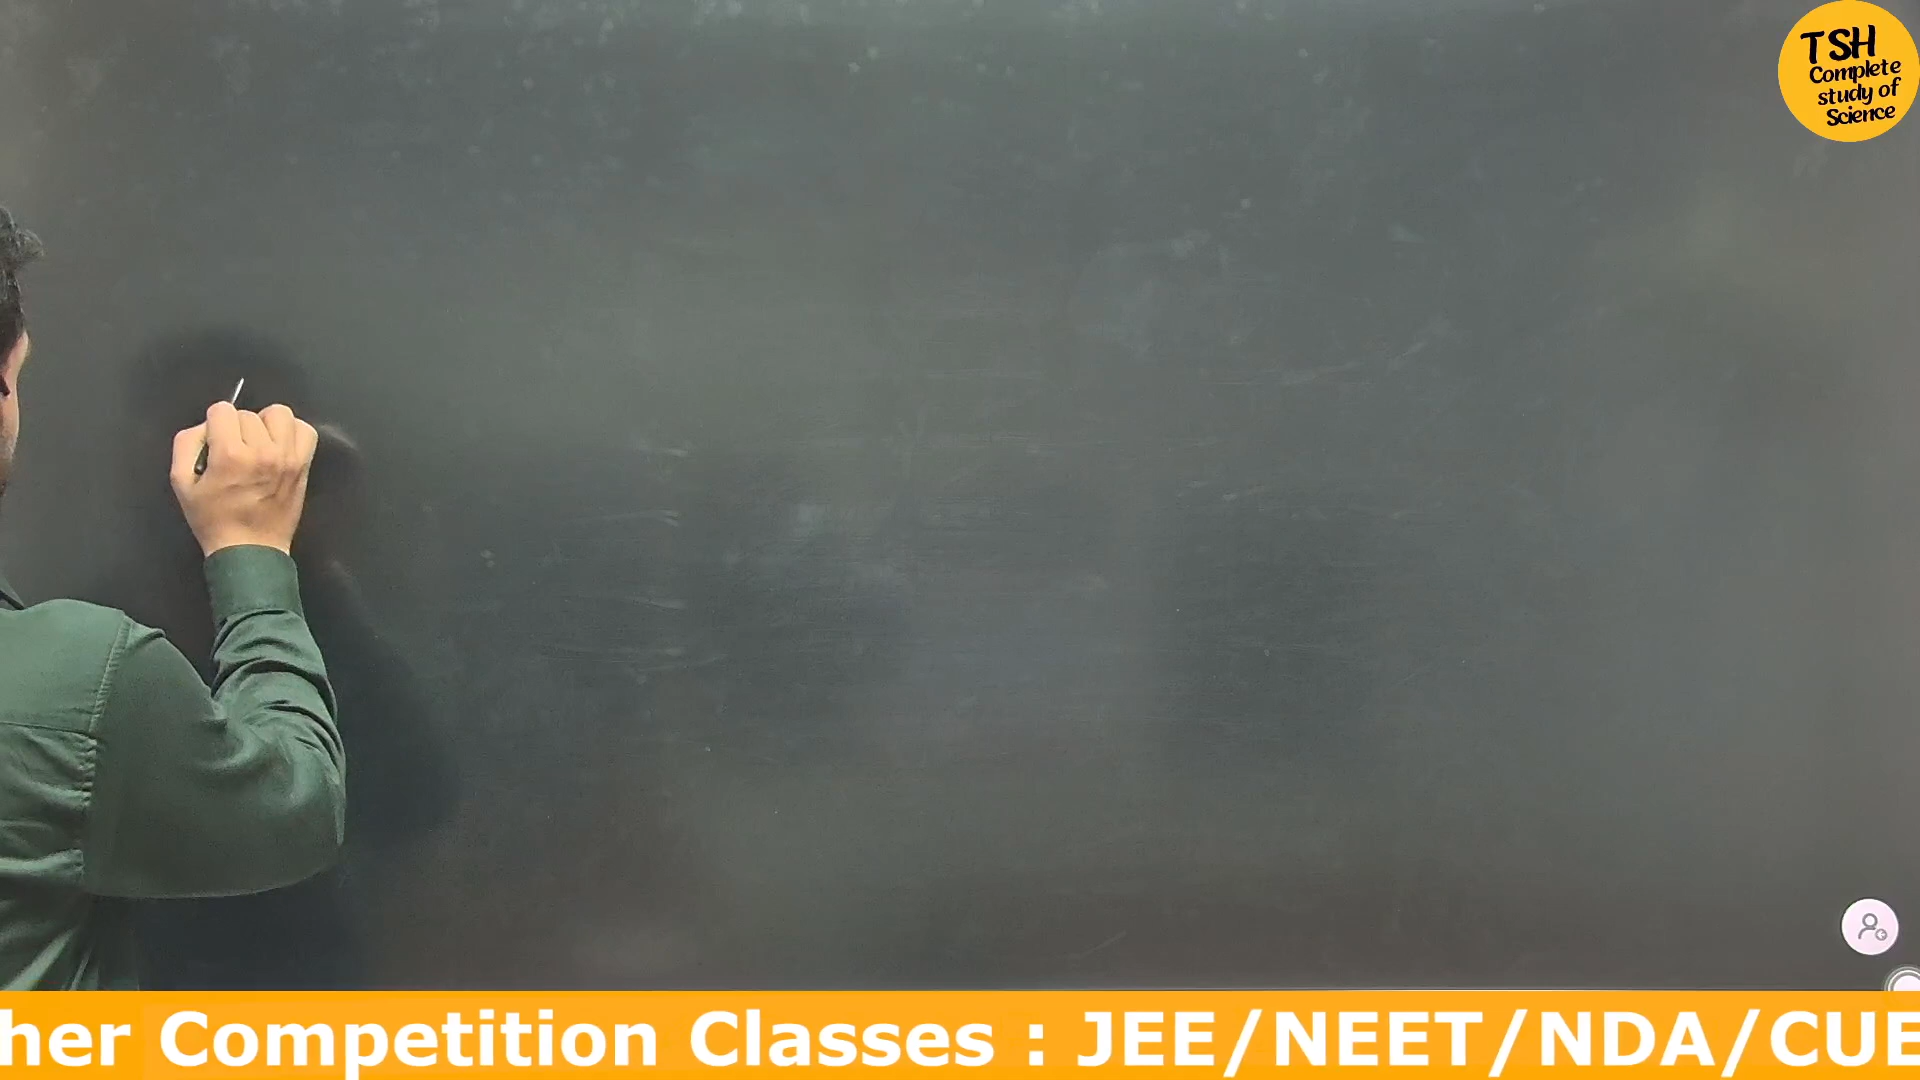 TSH
Complete
study of
Science
her Competition Classes : JEE/NEET/NDA/CUE